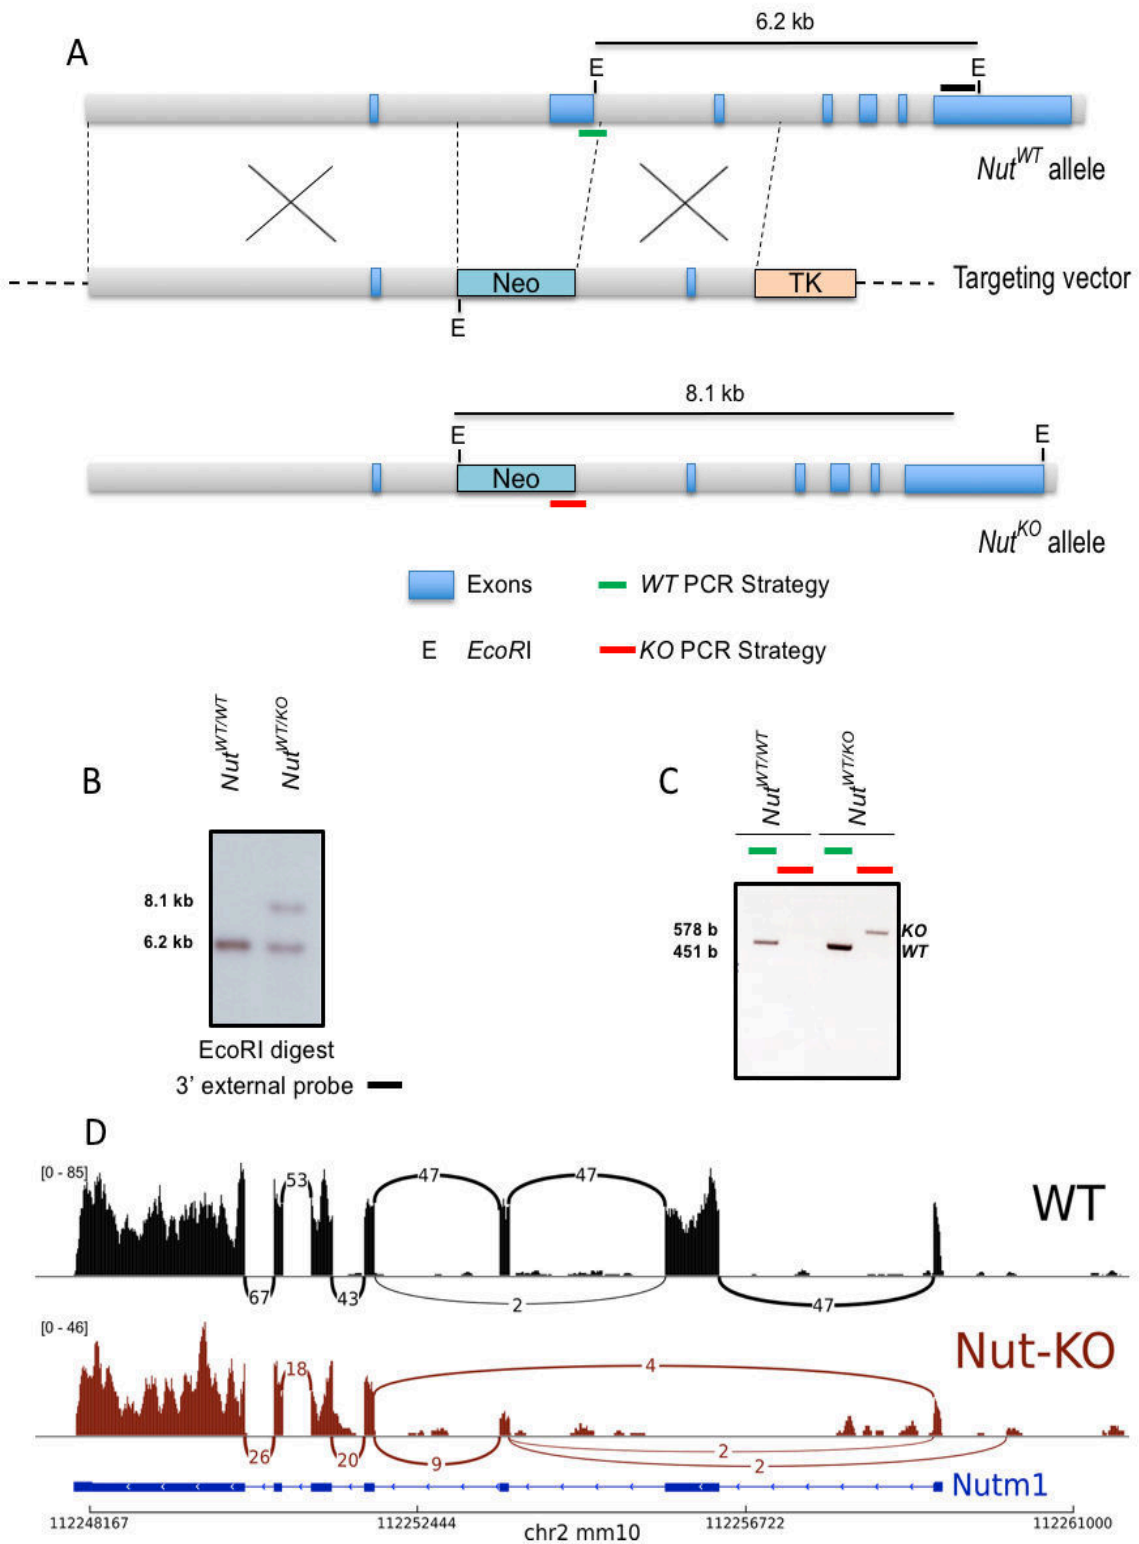 A
6.2 kb
E
E
Nut^WT allele
Neo
TK
Targeting vector
E
8.1 kb
E
E
Neo
Nut^KO allele
Exons
WT PCR Strategy
E EcoRI
KO PCR Strategy
B
Nut^WT/WT
Nut^WT/KO
8.1 kb
6.2 kb
EcoRI digest
3' external probe
C
Nut^WT/WT
Nut^WT/KO
578 b
451 b
KO
WT
D
[0 - 85]
53
47
47
WT
67
43
2
47
[0 - 46]
18
4
Nut-KO
26
20
9
2
2
Nutm1
112248167
112252444
chr2 mm10
112256722
112261000